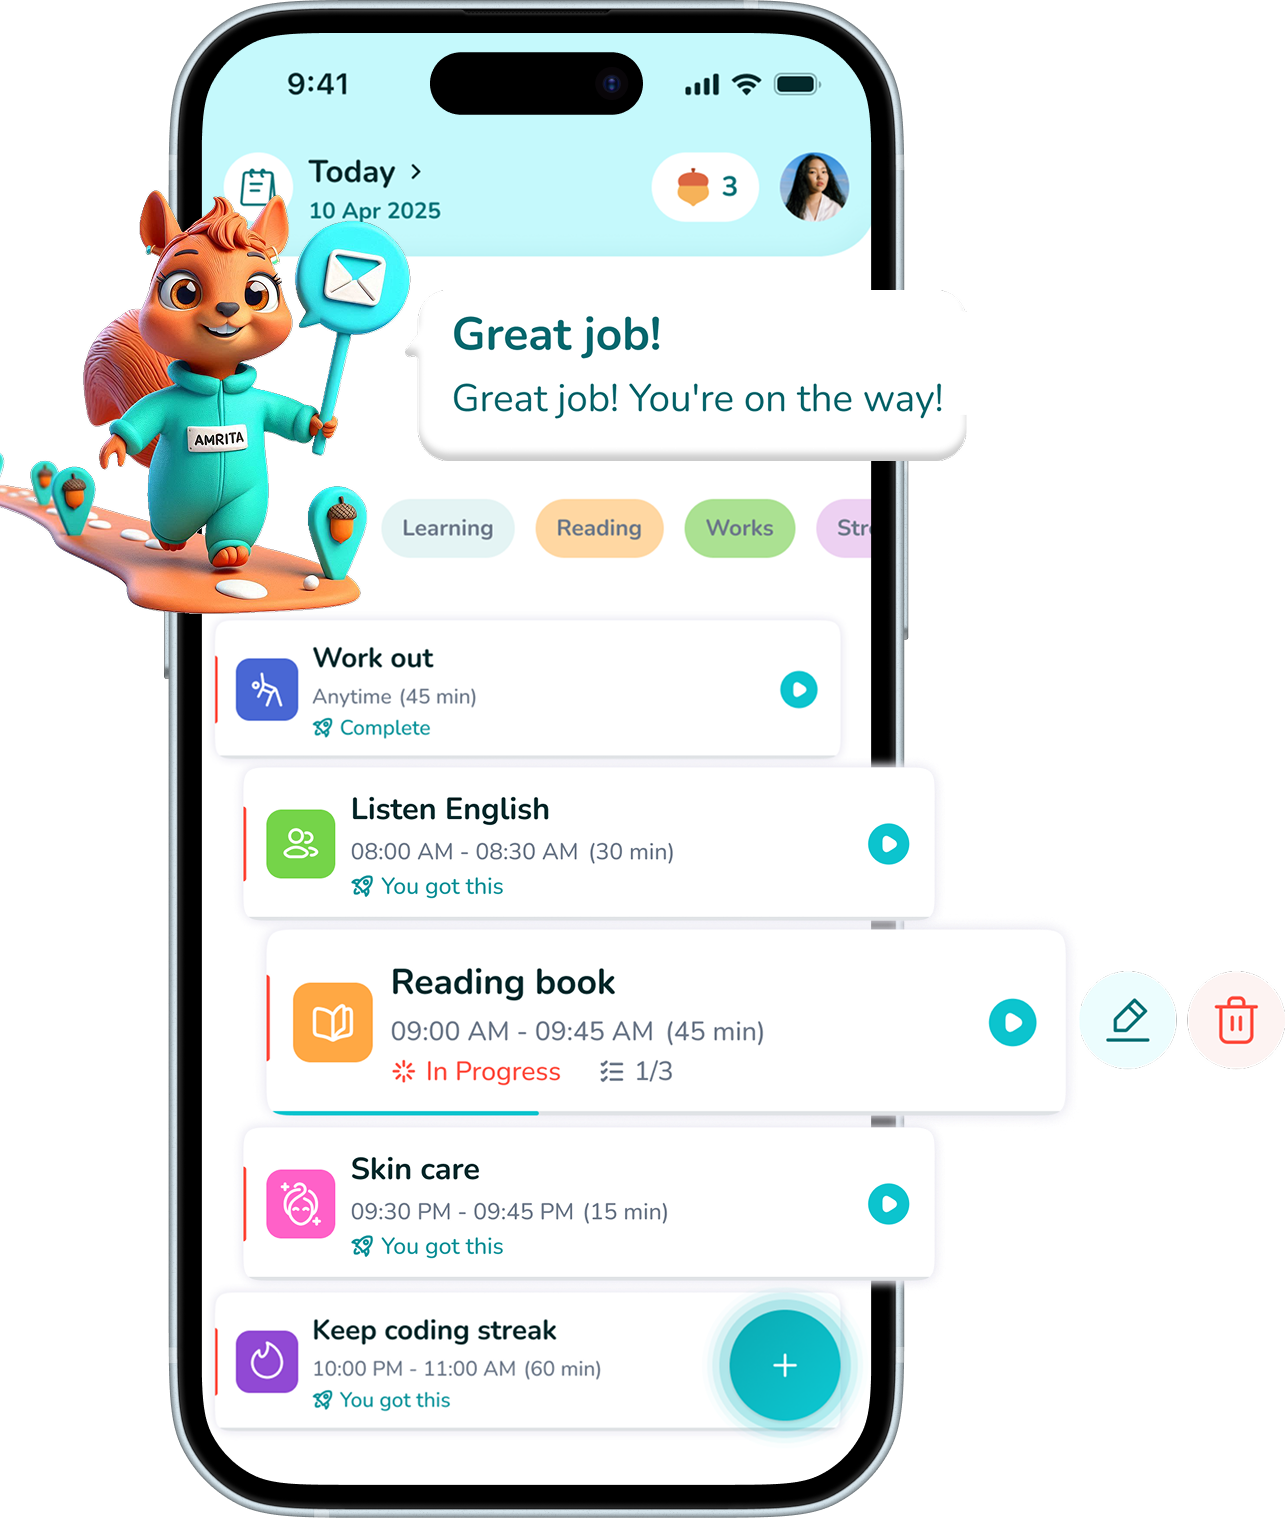 9:41
Today
10 Apr 2025
3
Great job!
Great job! You're on the way!
AMRITA
Learning
Reading
Works
Work out
Anytime (45 min)
Complete
Listen English
08:00 AM - 08:30 AM (30 min)
You got this
Reading book
09:00 AM - 09:45 AM (45 min)
In Progress 1/3
Skin care
09:30 PM - 09:45 PM (15 min)
You got this
Keep coding streak
10:00 PM - 11:00 AM (60 min)
You got this